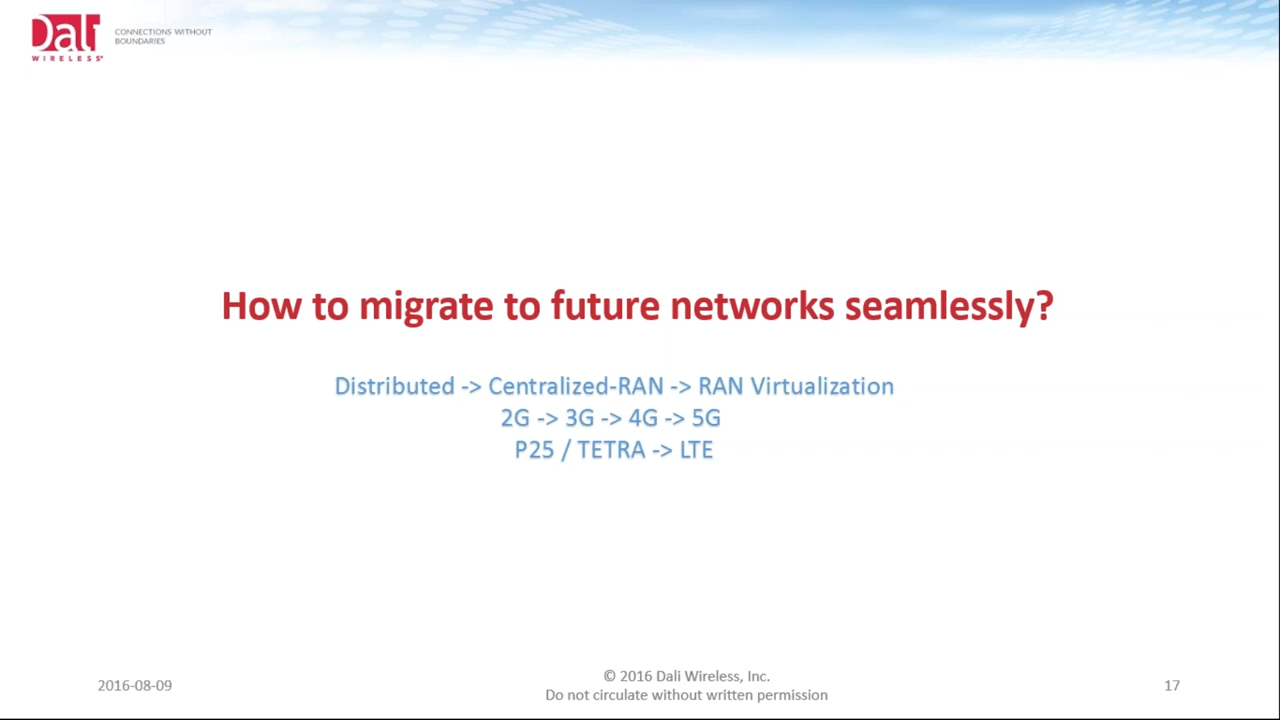 Dali
WIRELESS
CONNECTIONS WITHOUT
BOUNDARIES
How to migrate to future networks seamlessly?
Distributed -> Centralized-RAN -> RAN Virtualization
2G -> 3G -> 4G -> 5G
P25 / TETRA -> LTE
2016-08-09
© 2016 Dali Wireless, Inc.
Do not circulate without written permission
17